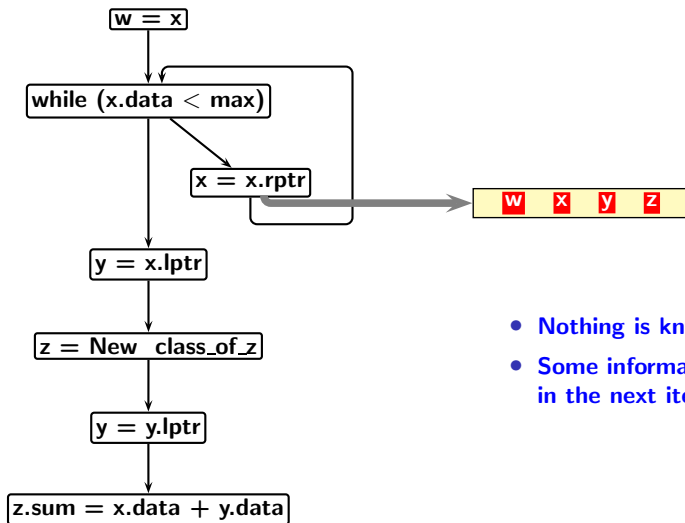 w = x
while (x.data < max)
x = x.rptr
w x y z
y = x.lptr
• Nothing is kn
z = New class_of_z
• Some informa
in the next ite
y = y.lptr
z.sum = x.data + y.data